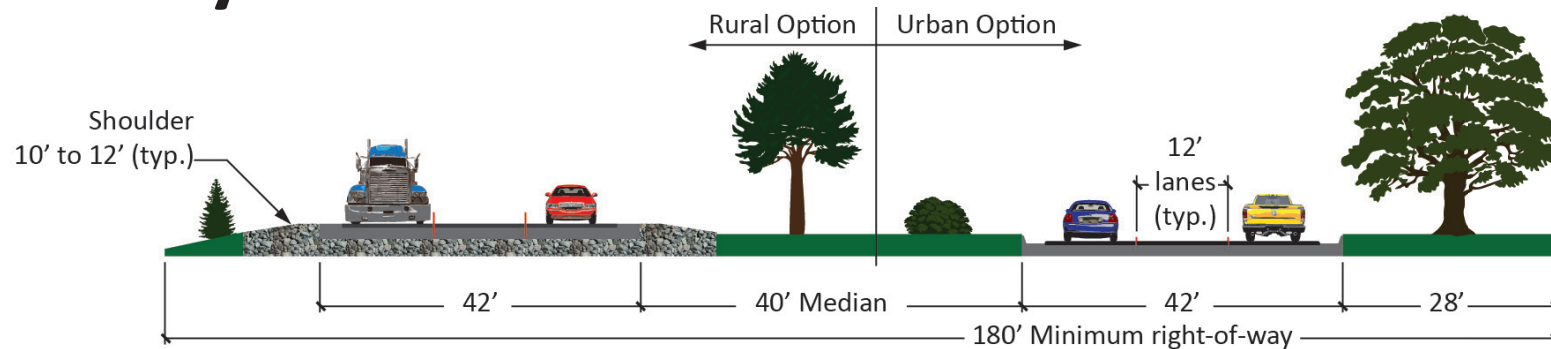 Rural Option
Urban Option
Shoulder
10’ to 12’ (typ.)
12’
lanes
(typ.)
42’
40’ Median
42’
28’
180’ Minimum right-of-way